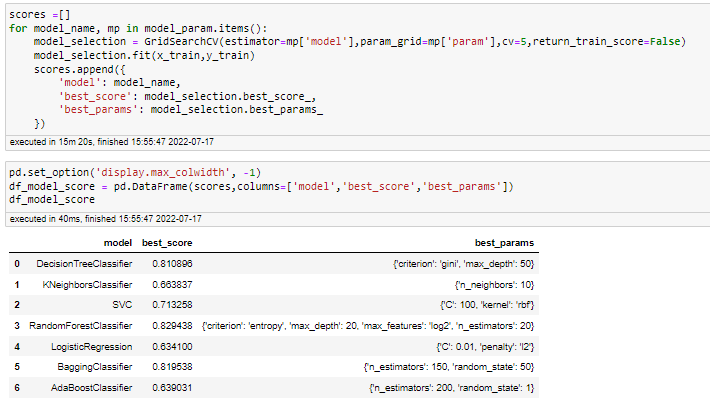 scores =[]
for model_name, mp in model_param.items():
    model_selection = GridSearchCV(estimator=mp['model'],param_grid=mp['param'],cv=5,return_train_score=False)
    model_selection.fit(x_train,y_train)
    scores.append({
        'model': model_name,
        'best_score': model_selection.best_score_,
        'best_params': model_selection.best_params_
    })
executed in 15m 20s, finished 15:55:47 2022-07-17
pd.set_option('display.max_colwidth', -1)
df_model_score = pd.DataFrame(scores,columns=['model','best_score','best_params'])
df_model_score
executed in 40ms, finished 15:55:47 2022-07-17
model best_score best_params
0 DecisionTreeClassifier 0.810896 {'criterion': 'gini', 'max_depth': 50}
1 KNeighborsClassifier 0.663837 {'n_neighbors': 10}
2 SVC 0.713258 {'C': 100, 'kernel': 'rbf'}
3 RandomForestClassifier 0.829438 {'criterion': 'entropy', 'max_depth': 20, 'max_features': 'log2', 'n_estimators': 20}
4 LogisticRegression 0.634100 {'C': 0.01, 'penalty': 'l2'}
5 BaggingClassifier 0.819538 {'n_estimators': 150, 'random_state': 50}
6 AdaBoostClassifier 0.639031 {'n_estimators': 200, 'random_state': 1}